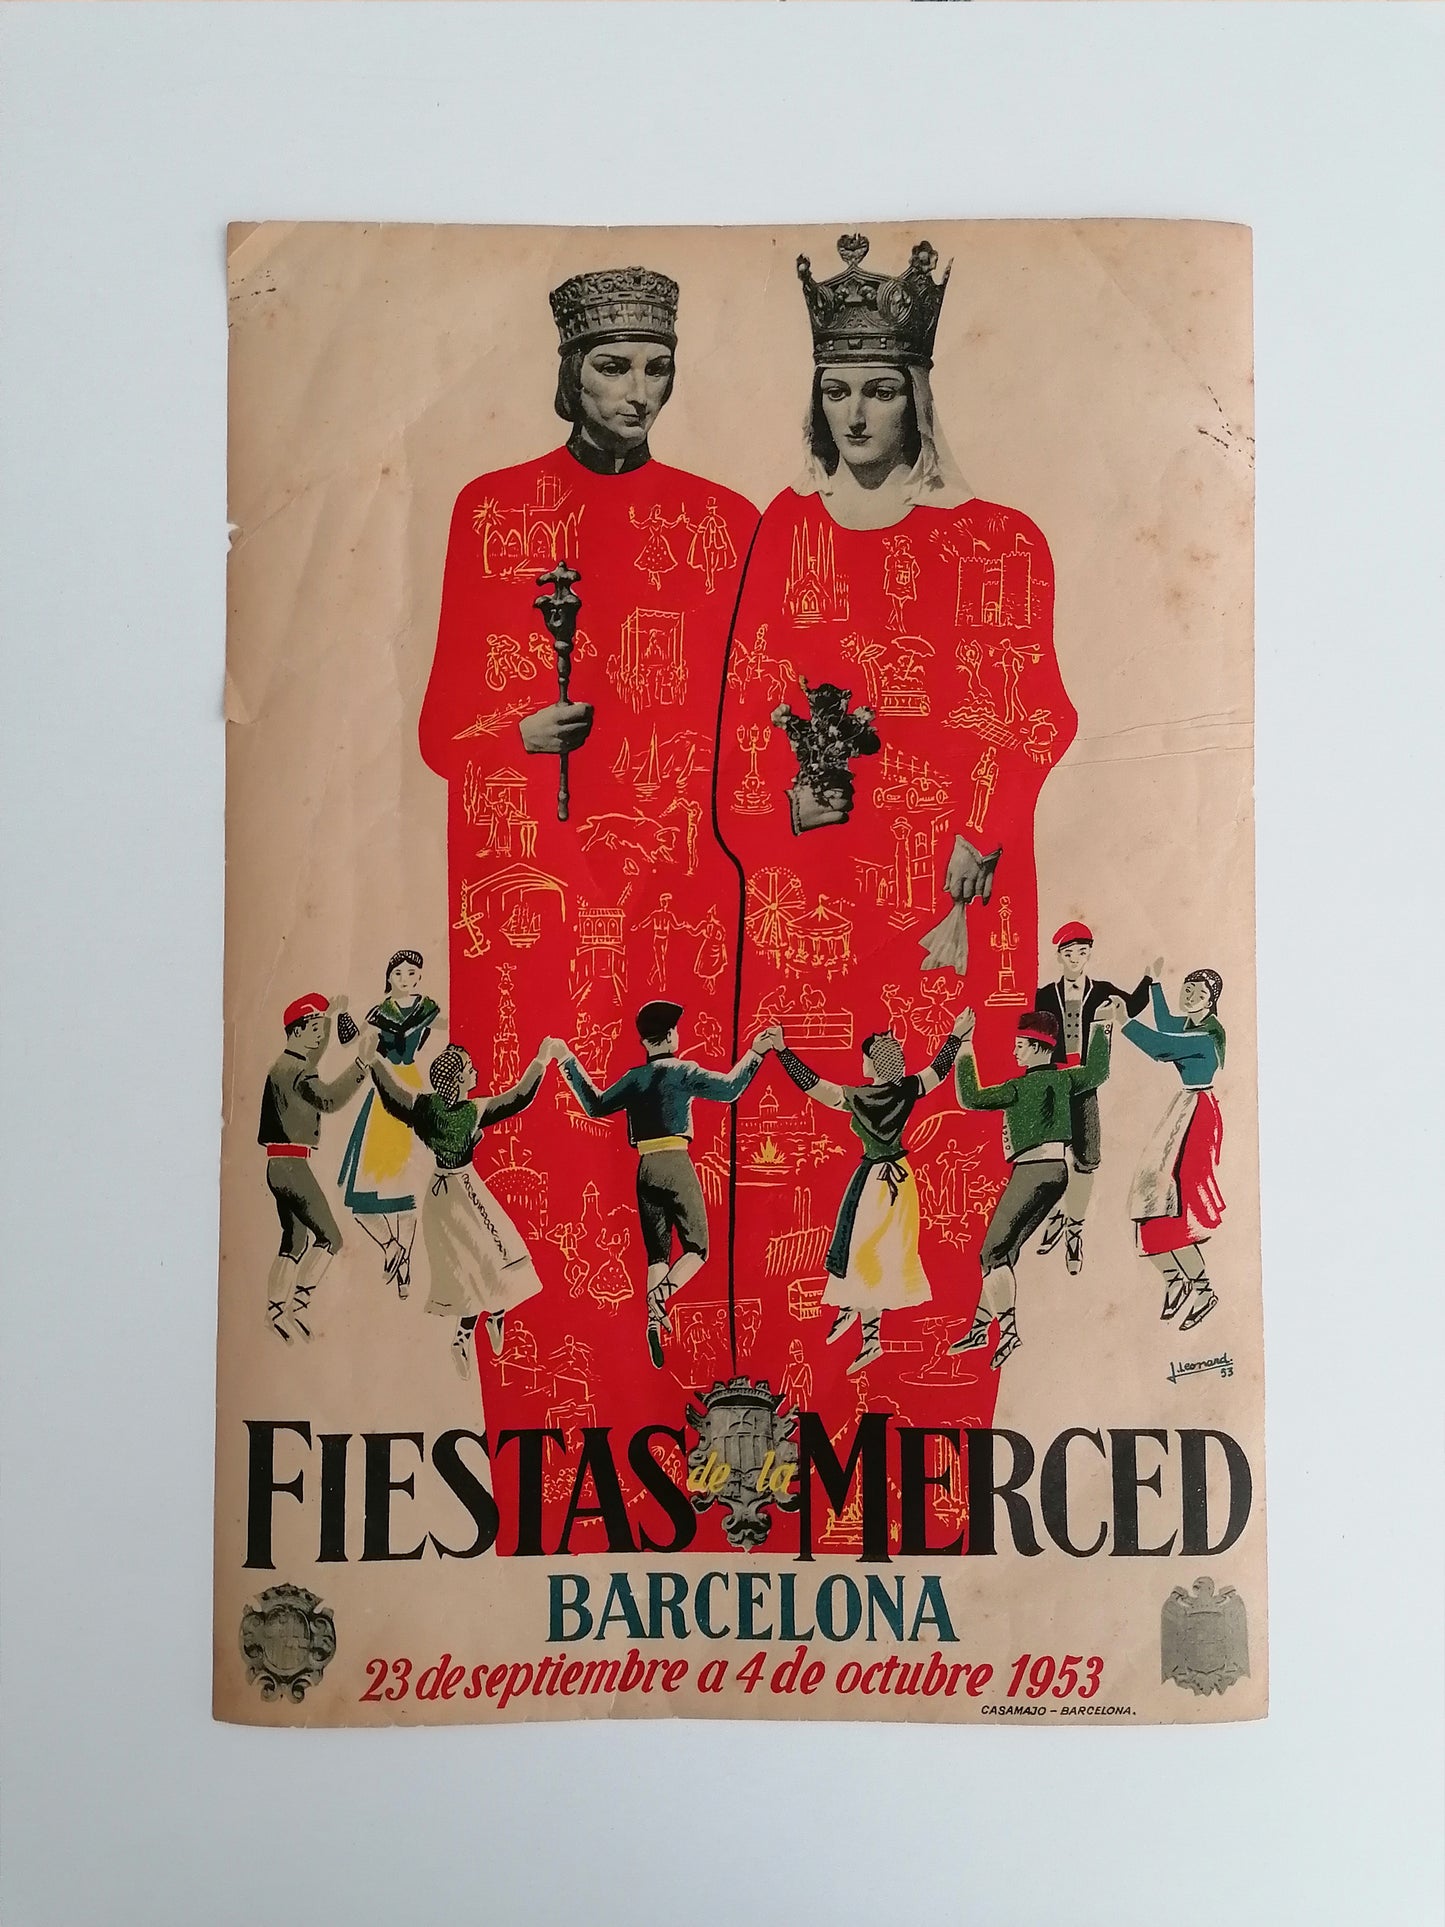 J. Leonard.
53
FIESTAS de la MERCED
BARCELONA
23 de septiembre a 4 de octubre 1953
CASAMAJO - BARCELONA.